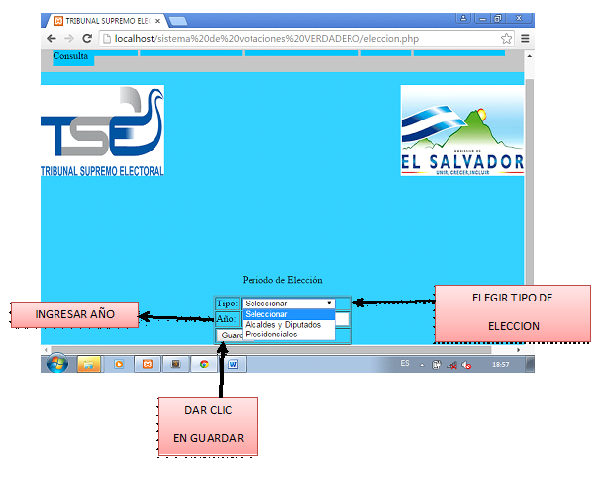 TRIBUNAL SUPREMO ELEC
localhost/sistema%20de%20votaciones%20VERDADERO/eleccion.php
Consulta
TSE
TRIBUNAL SUPREMO ELECTORAL
GOBIERNO DE
EL SALVADOR
UNIR, CRECER, INCLUIR
Periodo de Elección
Tipo: Seleccionar
Seleccionar
Alcaldes y Diputados
Presidenciales
Año:
Guard
INGRESAR AÑO
ELEGIR TIPO DE
ELECCION
DAR CLIC
EN GUARDAR
ES
18:57